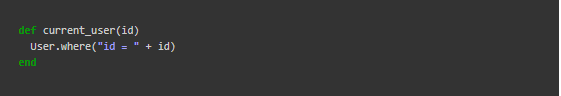 def current_user(id)
  User.where("id = " + id)
end